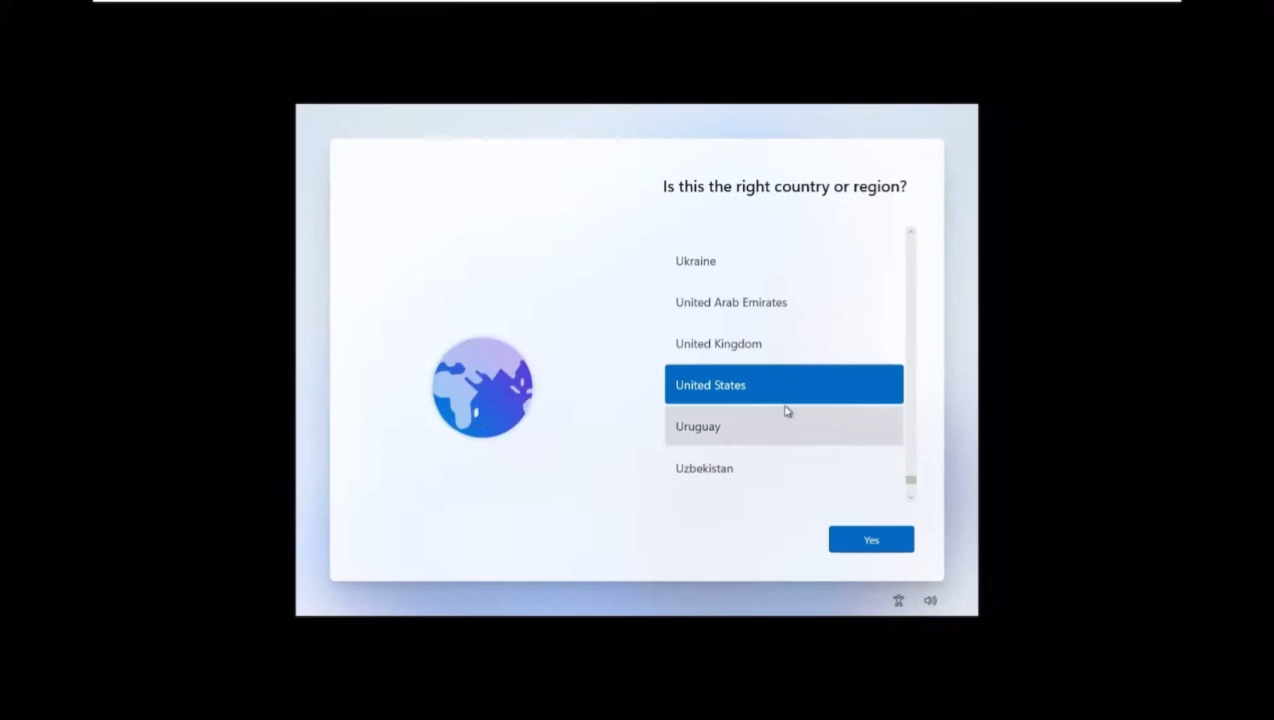 Is this the right country or region?
Ukraine
United Arab Emirates
United Kingdom
United States
Uruguay
Uzbekistan
Yes